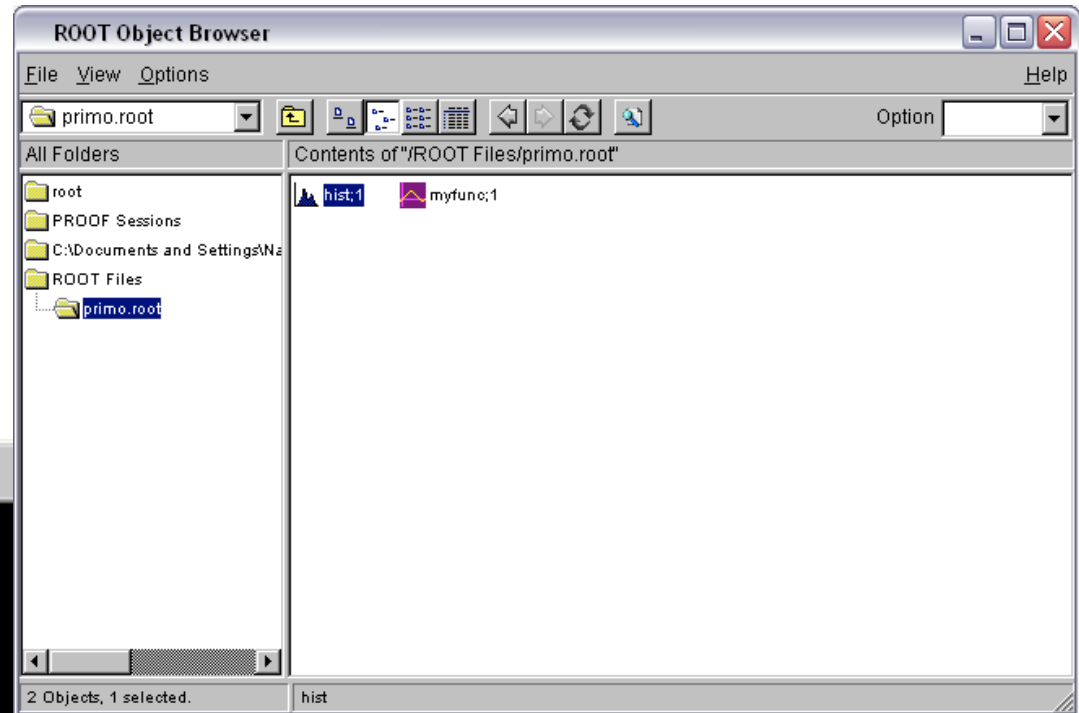 ROOT Object Browser
File View Options Help
primo.root Option
All Folders
Contents of "/ROOT Files/primo.root"
root
PROOF Sessions
C:\Documents and Settings\Na
ROOT Files
primo.root
hist;1 myfunc;1
2 Objects, 1 selected.
hist